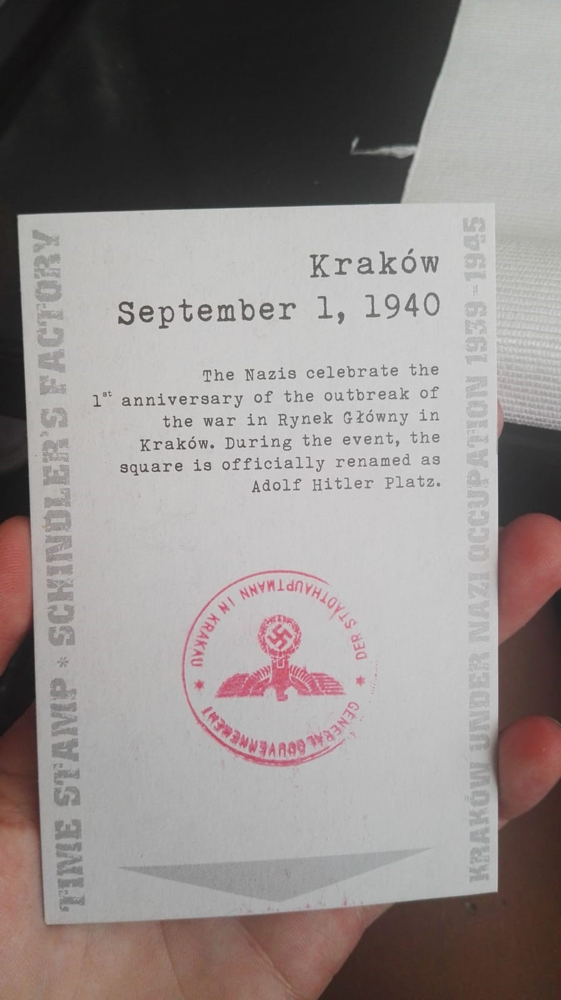 TIME STAMP * SCHINDLER'S FACTORY
Kraków
September 1, 1940
The Nazis celebrate the
1st anniversary of the outbreak of
the war in Rynek Główny in
Kraków. During the event, the
square is officially renamed as
Adolf Hitler Platz.
DER STADTHAUPTMANN IN KRAKAU
GENERALGOUVERNEMENT
KRAKÓW UNDER NAZI OCCUPATION 1939-1945